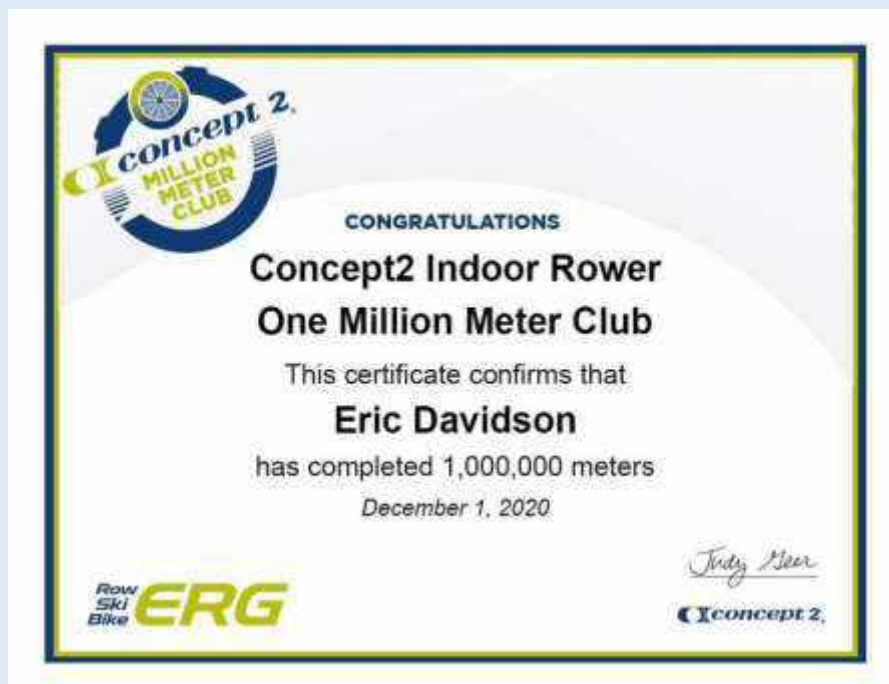 concept 2.
MILLION
METER
CLUB
CONGRATULATIONS
Concept2 Indoor Rower
One Million Meter Club
This certificate confirms that
Eric Davidson
has completed 1,000,000 meters
December 1, 2020
Judy Geer
Row
Ski
Bike
ERG
concept 2.